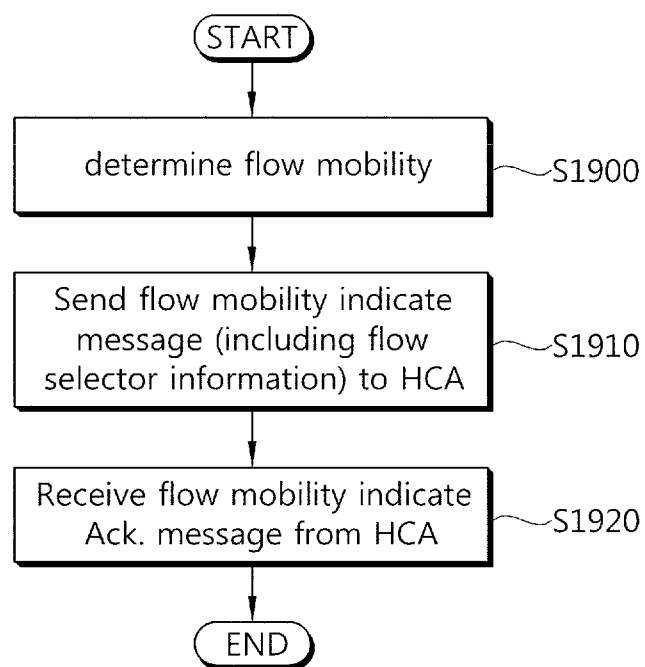 START
determine flow mobility
S1900
Send flow mobility indicate
message (including flow
selector information) to HCA
S1910
Receive flow mobility indicate
Ack. message from HCA
S1920
END